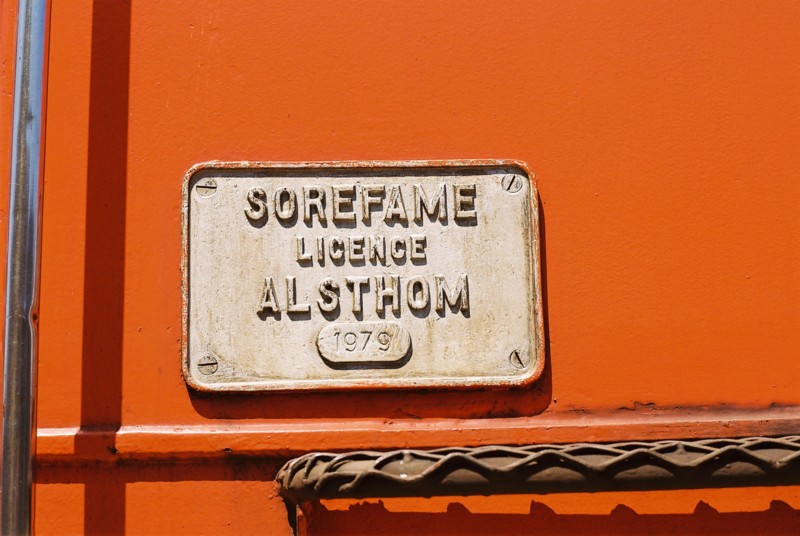 SOREFAME
LICENCE
ALSTHOM
1979